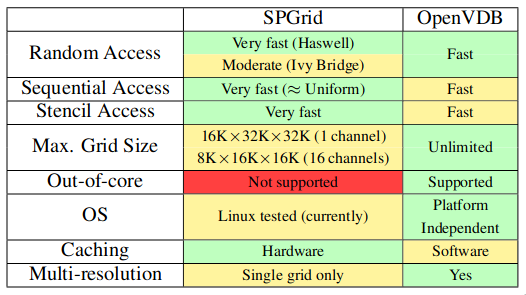 SPGrid OpenVDB
Random Access Very fast (Haswell) Fast
Moderate (Ivy Bridge)
Sequential Access Very fast (≈ Uniform) Fast
Stencil Access Very fast Fast
Max. Grid Size 16K×32K×32K (1 channel) Unlimited
8K×16K×16K (16 channels)
Out-of-core Not supported Supported
OS Linux tested (currently) Platform
Independent
Caching Hardware Software
Multi-resolution Single grid only Yes